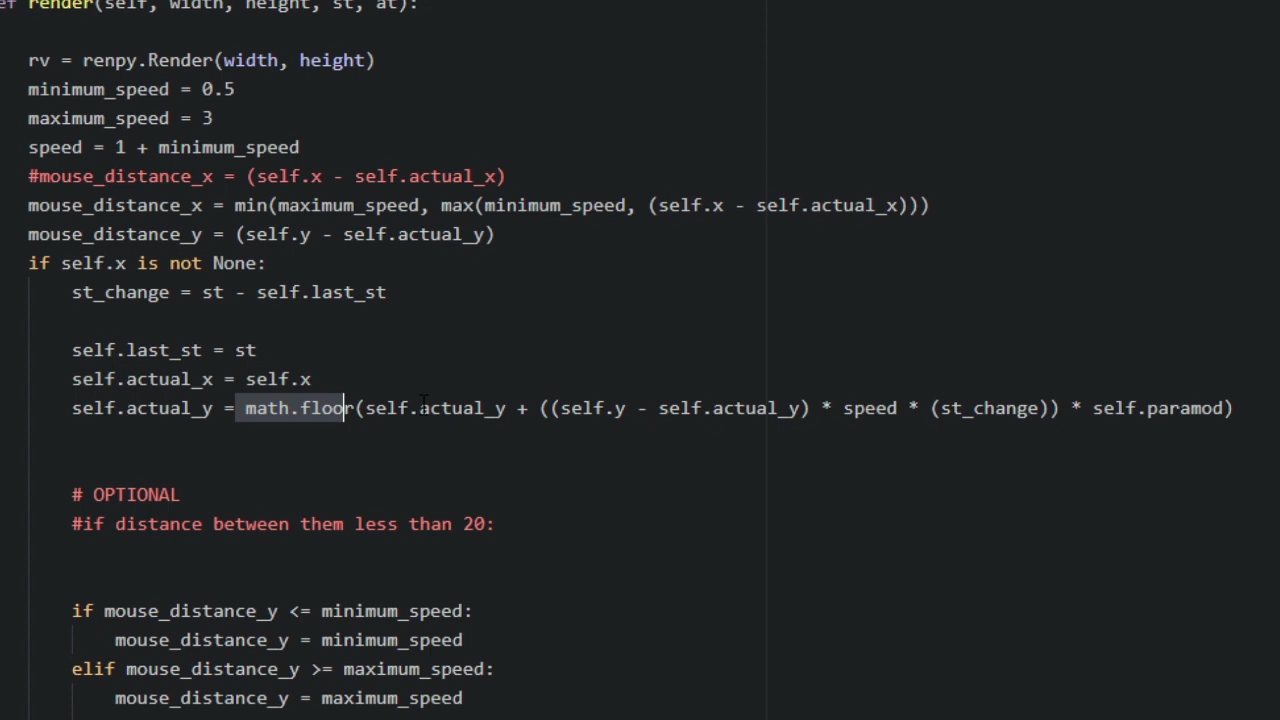 ef render(self, width, height, st, at):
rv = renpy.Render(width, height)
minimum_speed = 0.5
maximum_speed = 3
speed = 1 + minimum_speed
#mouse_distance_x = (self.x - self.actual_x)
mouse_distance_x = min(maximum_speed, max(minimum_speed, (self.x - self.actual_x)))
mouse_distance_y = (self.y - self.actual_y)
if self.x is not None:
st_change = st - self.last_st
self.last_st = st
self.actual_x = self.x
self.actual_y = math.floor(self.actual_y + ((self.y - self.actual_y) * speed * (st_change)) * self.paramod)
# OPTIONAL
#if distance between them less than 20:
if mouse_distance_y <= minimum_speed:
mouse_distance_y = minimum_speed
elif mouse_distance_y >= maximum_speed:
mouse_distance_y = maximum_speed